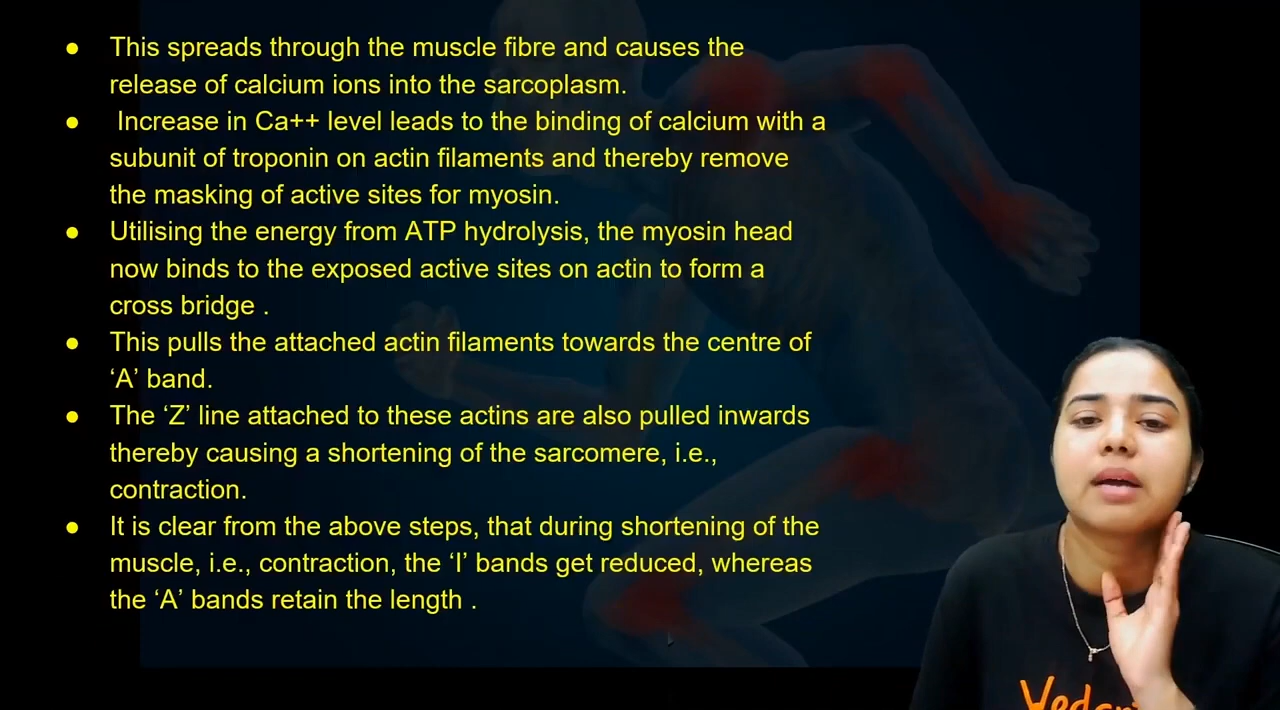 ● This spreads through the muscle fibre and causes the
release of calcium ions into the sarcoplasm.
● Increase in Ca++ level leads to the binding of calcium with a
subunit of troponin on actin filaments and thereby remove
the masking of active sites for myosin.
● Utilising the energy from ATP hydrolysis, the myosin head
now binds to the exposed active sites on actin to form a
cross bridge .
● This pulls the attached actin filaments towards the centre of
‘A’ band.
● The ‘Z’ line attached to these actins are also pulled inwards
thereby causing a shortening of the sarcomere, i.e.,
contraction.
● It is clear from the above steps, that during shortening of the
muscle, i.e., contraction, the ‘I’ bands get reduced, whereas
the ‘A’ bands retain the length .